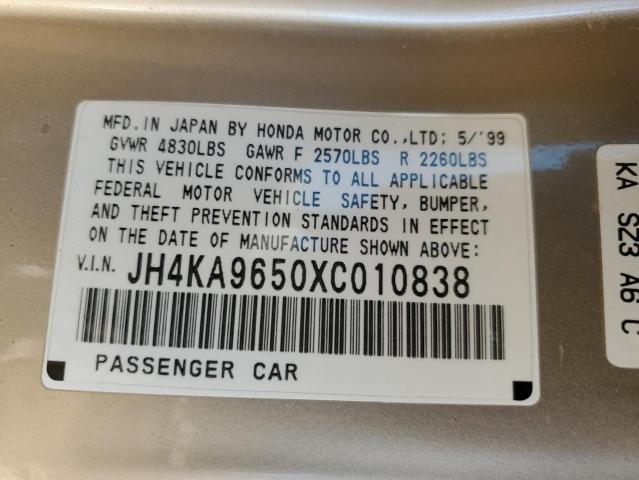 MFD.IN JAPAN BY HONDA MOTOR CO.,LTD; 5/'99
GVWR 4830LBS GAWR F 2570LBS R 2260LBS
THIS VEHICLE CONFORMS TO ALL APPLICABLE
FEDERAL MOTOR VEHICLE SAFETY, BUMPER,
AND THEFT PREVENTION STANDARDS IN EFFECT
ON THE DATE OF MANUFACTURE SHOWN ABOVE:
V.I.N. JH4KA9650XC010838
PASSENGER CAR
KA SZ3 A6 C